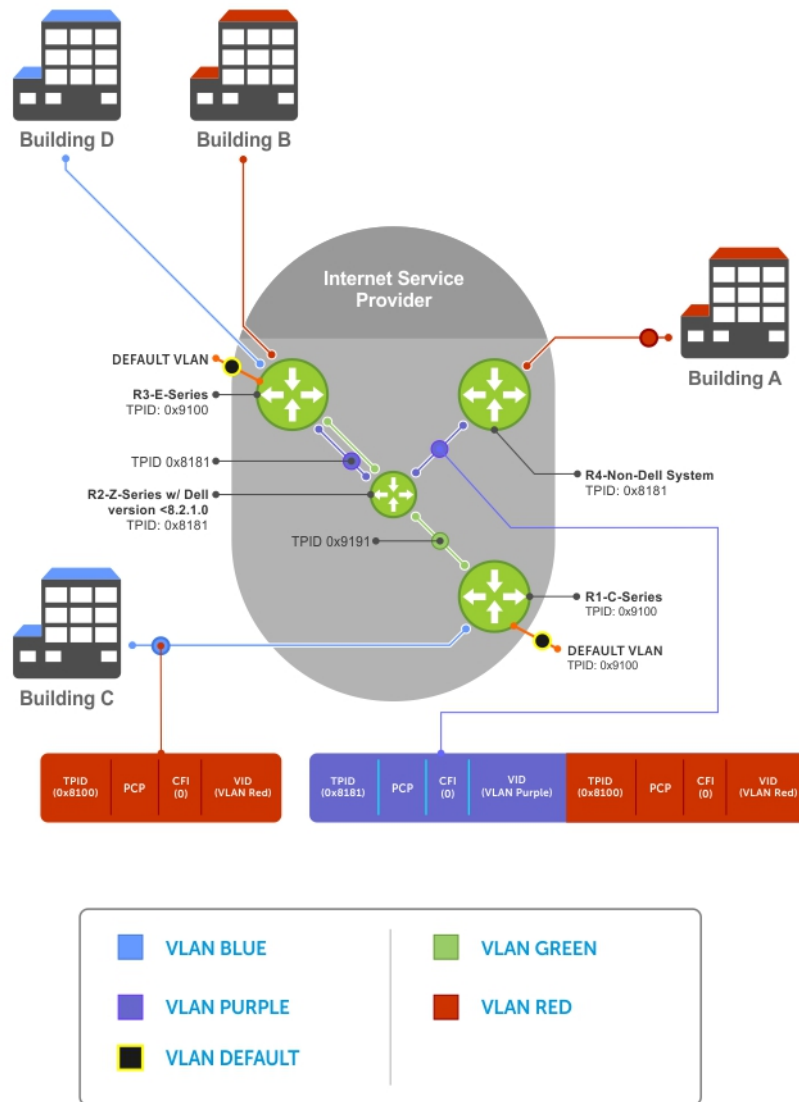 Building D
Building B
Internet Service
Provider
Building A
DEFAULT VLAN
R3-E-Series
TPID: 0x9100
TPID 0x8181
R4-Non-Dell System
TPID: 0x8181
R2-Z-Series w/ Dell
version <8.2.1.0
TPID: 0x8181
TPID 0x9191
R1-C-Series
TPID: 0x9100
DEFAULT VLAN
TPID: 0x9100
Building C
TPID
(0x8100)
PCP
CFI
(0)
VID
(VLAN Red)
TPID
(0x8181)
PCP
CFI
(0)
VID
(VLAN Purple)
TPID
(0x8100)
PCP
CFI
(0)
VID
(VLAN Red)
VLAN BLUE
VLAN GREEN
VLAN PURPLE
VLAN RED
VLAN DEFAULT